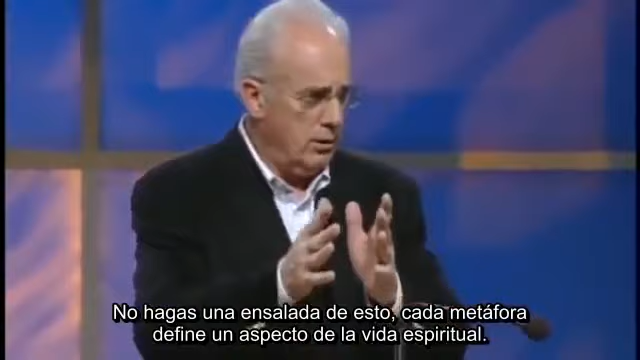 No hagas una ensalada de esto, cada metáfora
define un aspecto de la vida espiritual.